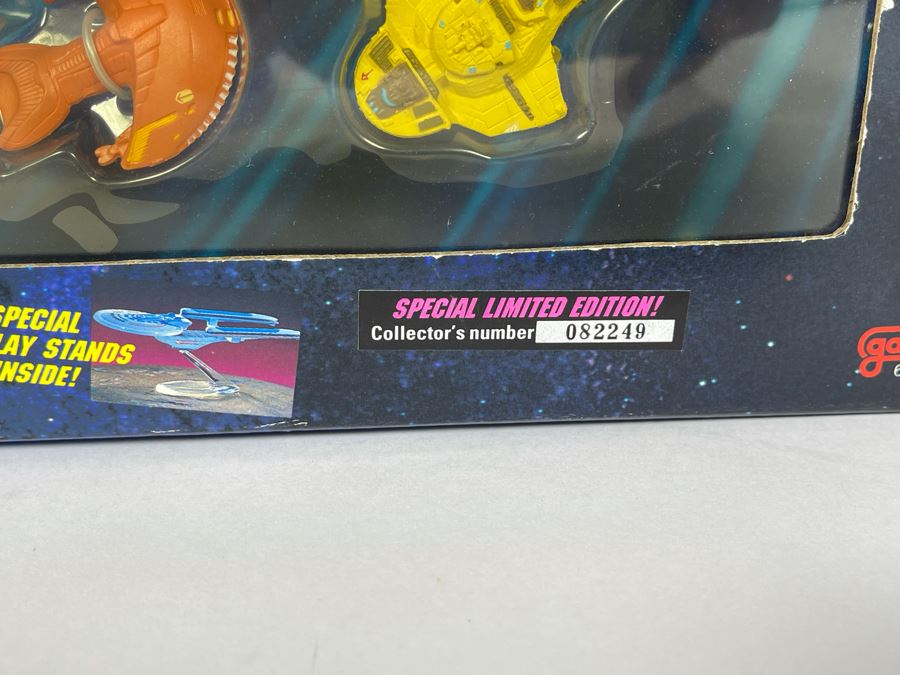 SPECIAL
LAY STANDS
INSIDE!
SPECIAL LIMITED EDITION!
Collector's number 082249